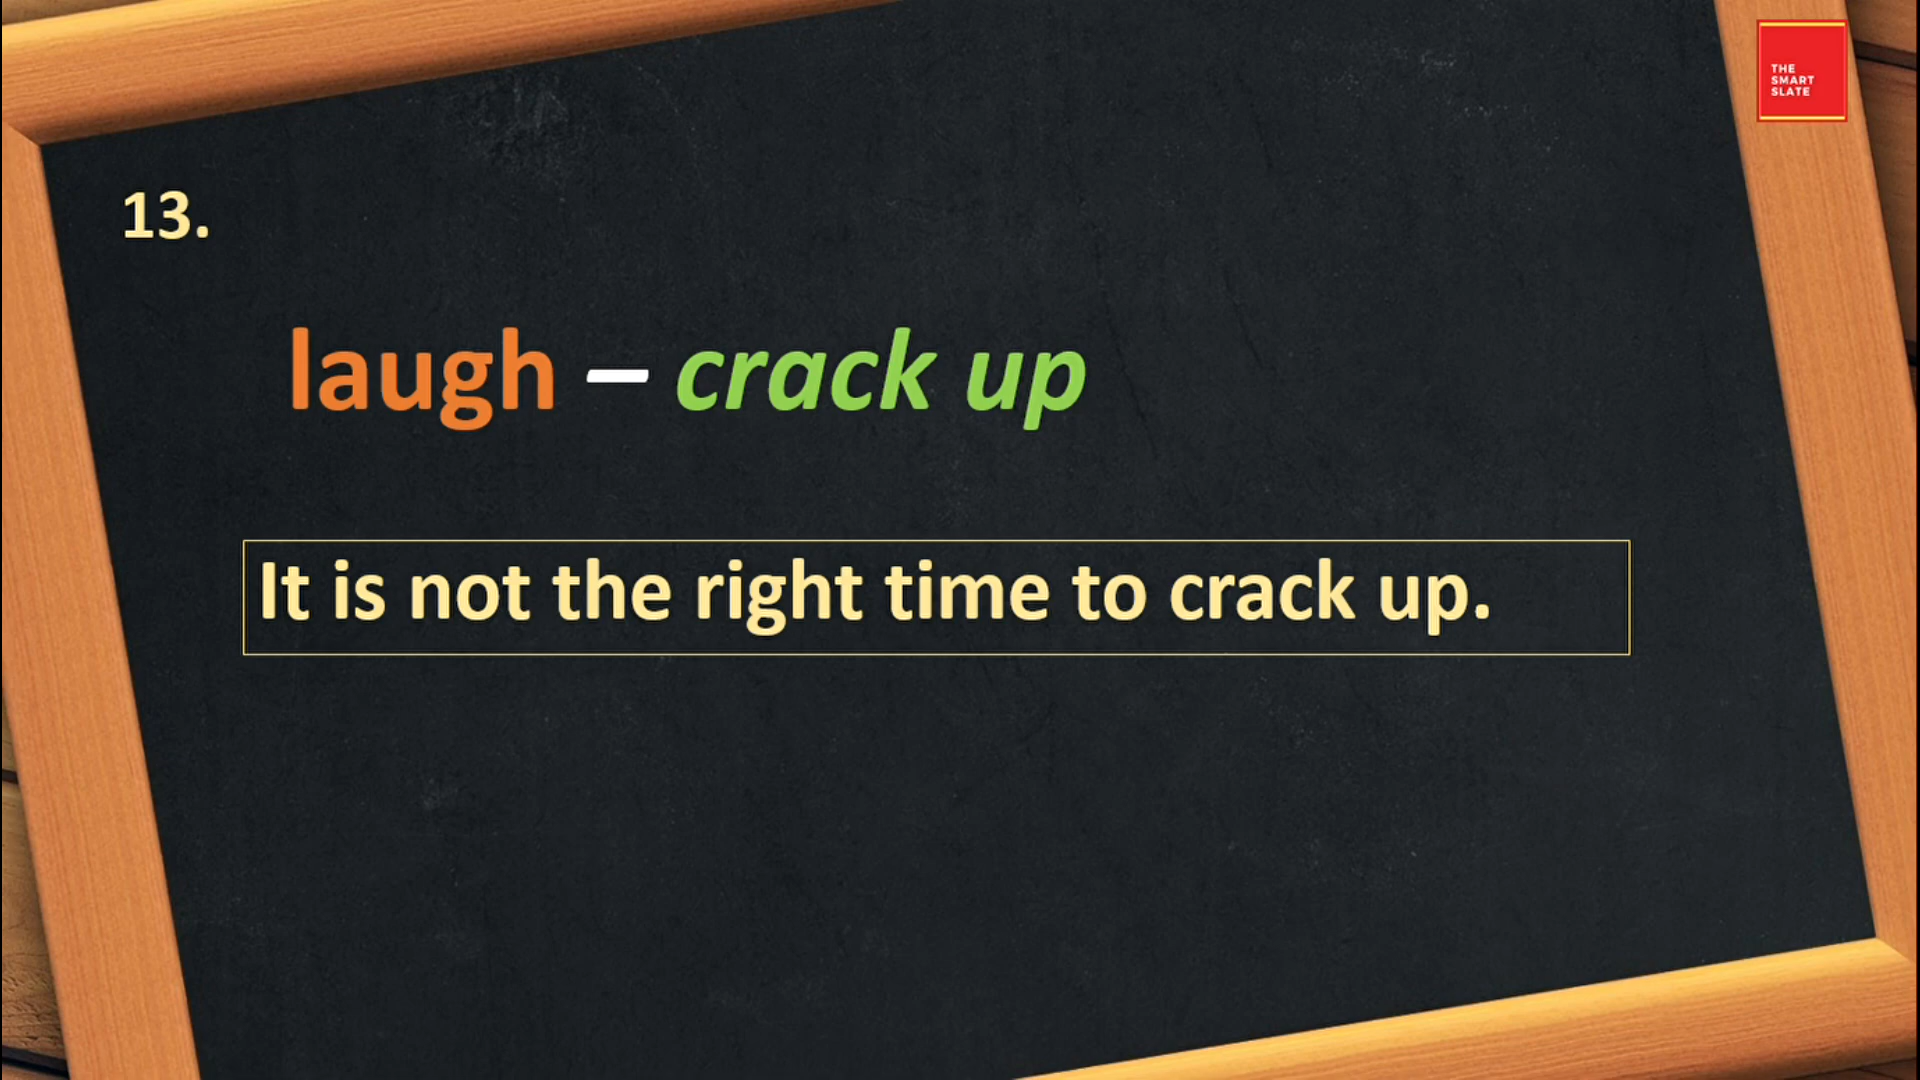 THE
SMART
SLATE
13.
laugh – crack up
It is not the right time to crack up.